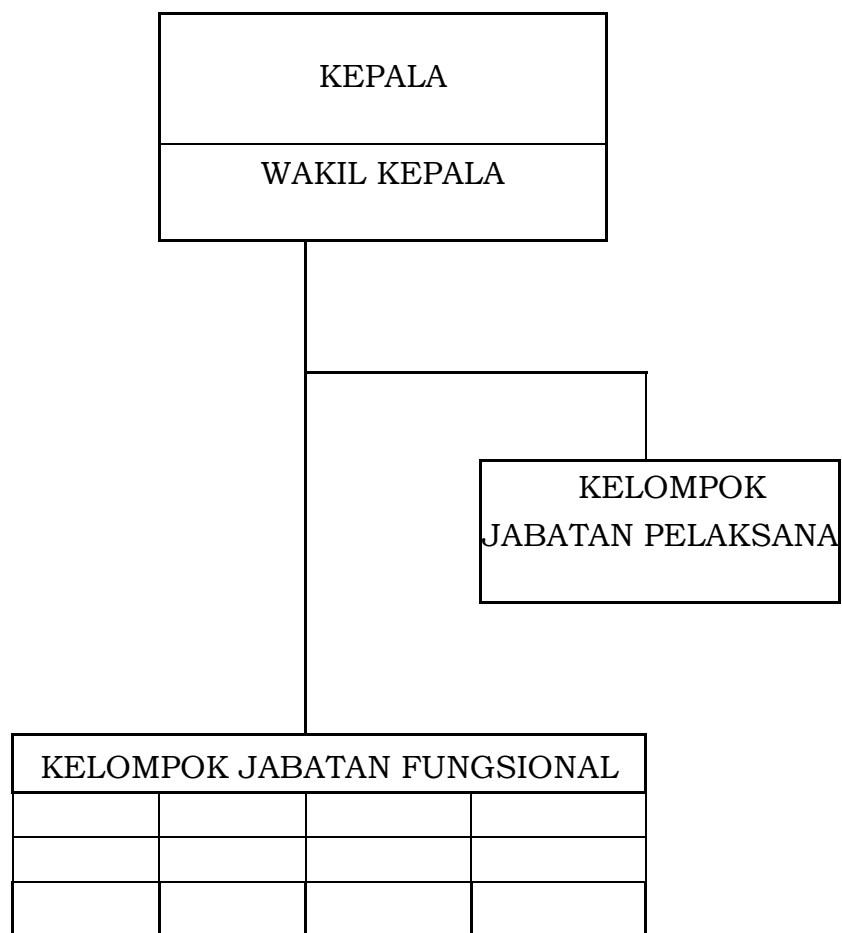 KEPALA
WAKIL KEPALA
KELOMPOK
JABATAN PELAKSANA
KELOMPOK JABATAN FUNGSIONAL